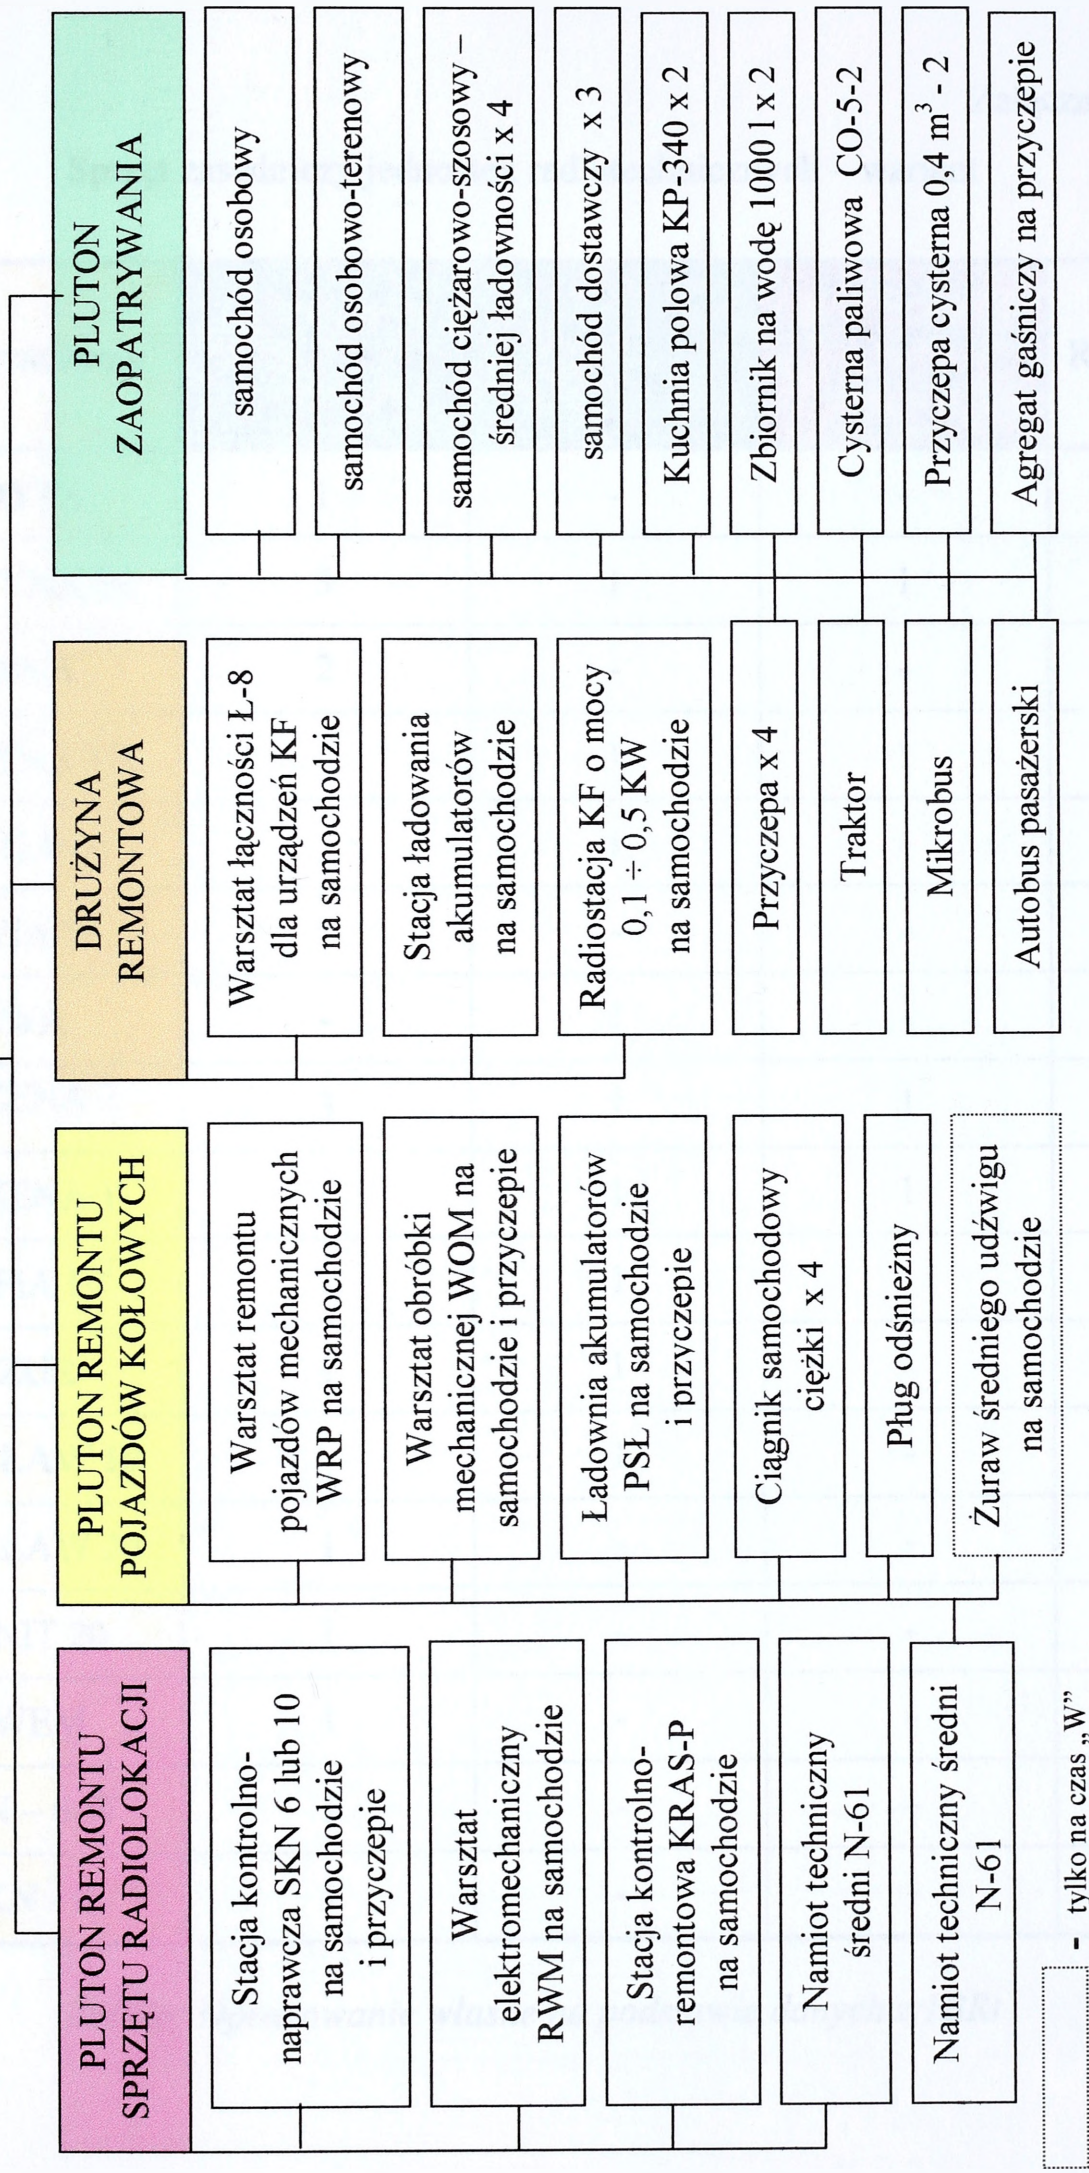 PLUTON REMONTU
SPRZĘTU RADIOLOKACJI
Stacja kontrolno-
naprawcza SKN 6 lub 10
na samochodzie
i przyczepie
Warsztat
elektromechaniczny
RWM na samochodzie
Stacja kontrolno-
remontowa KRAS-P
na samochodzie
Namiot techniczny
średni N-61
Namiot techniczny średni
N-61
PLUTON REMONTU
POJAZDÓW KOŁOWYCH
Warsztat remontu
pojazdów mechanicznych
WRP na samochodzie
Warsztat obróbki
mechanicznej WOM na
samochodzie i przyczepie
Ładownia akumulatorów
PSŁ na samochodzie
i przyczepie
Ciągnik samochodowy
ciężki x 4
Pług odśnieżny
Żuraw średniego udźwigu
na samochodzie
DRUŻYNA
REMONTOWA
Warsztat łączności Ł-8
dla urządzeń KF
na samochodzie
Stacja ładowania
akumulatorów
na samochodzie
Radiostacja KF o mocy
0,1 ÷ 0,5 KW
na samochodzie
Przyczepa x 4
Traktor
Mikrobus
Autobus pasażerski
PLUTON
ZAOPATRYWANIA
samochód osobowy
samochód osobowo-terenowy
samochód ciężarowo-szosowy –
średniej ładowności x 4
samochód dostawczy x 3
Kuchnia polowa KP-340 x 2
Zbiornik na wodę 1000 l x 2
Cysterna paliwowa CO-5-2
Przyczepa cysterna 0,4 m³ - 2
Agregat gaśniczy na przyczepie
- tylko na czas „W”